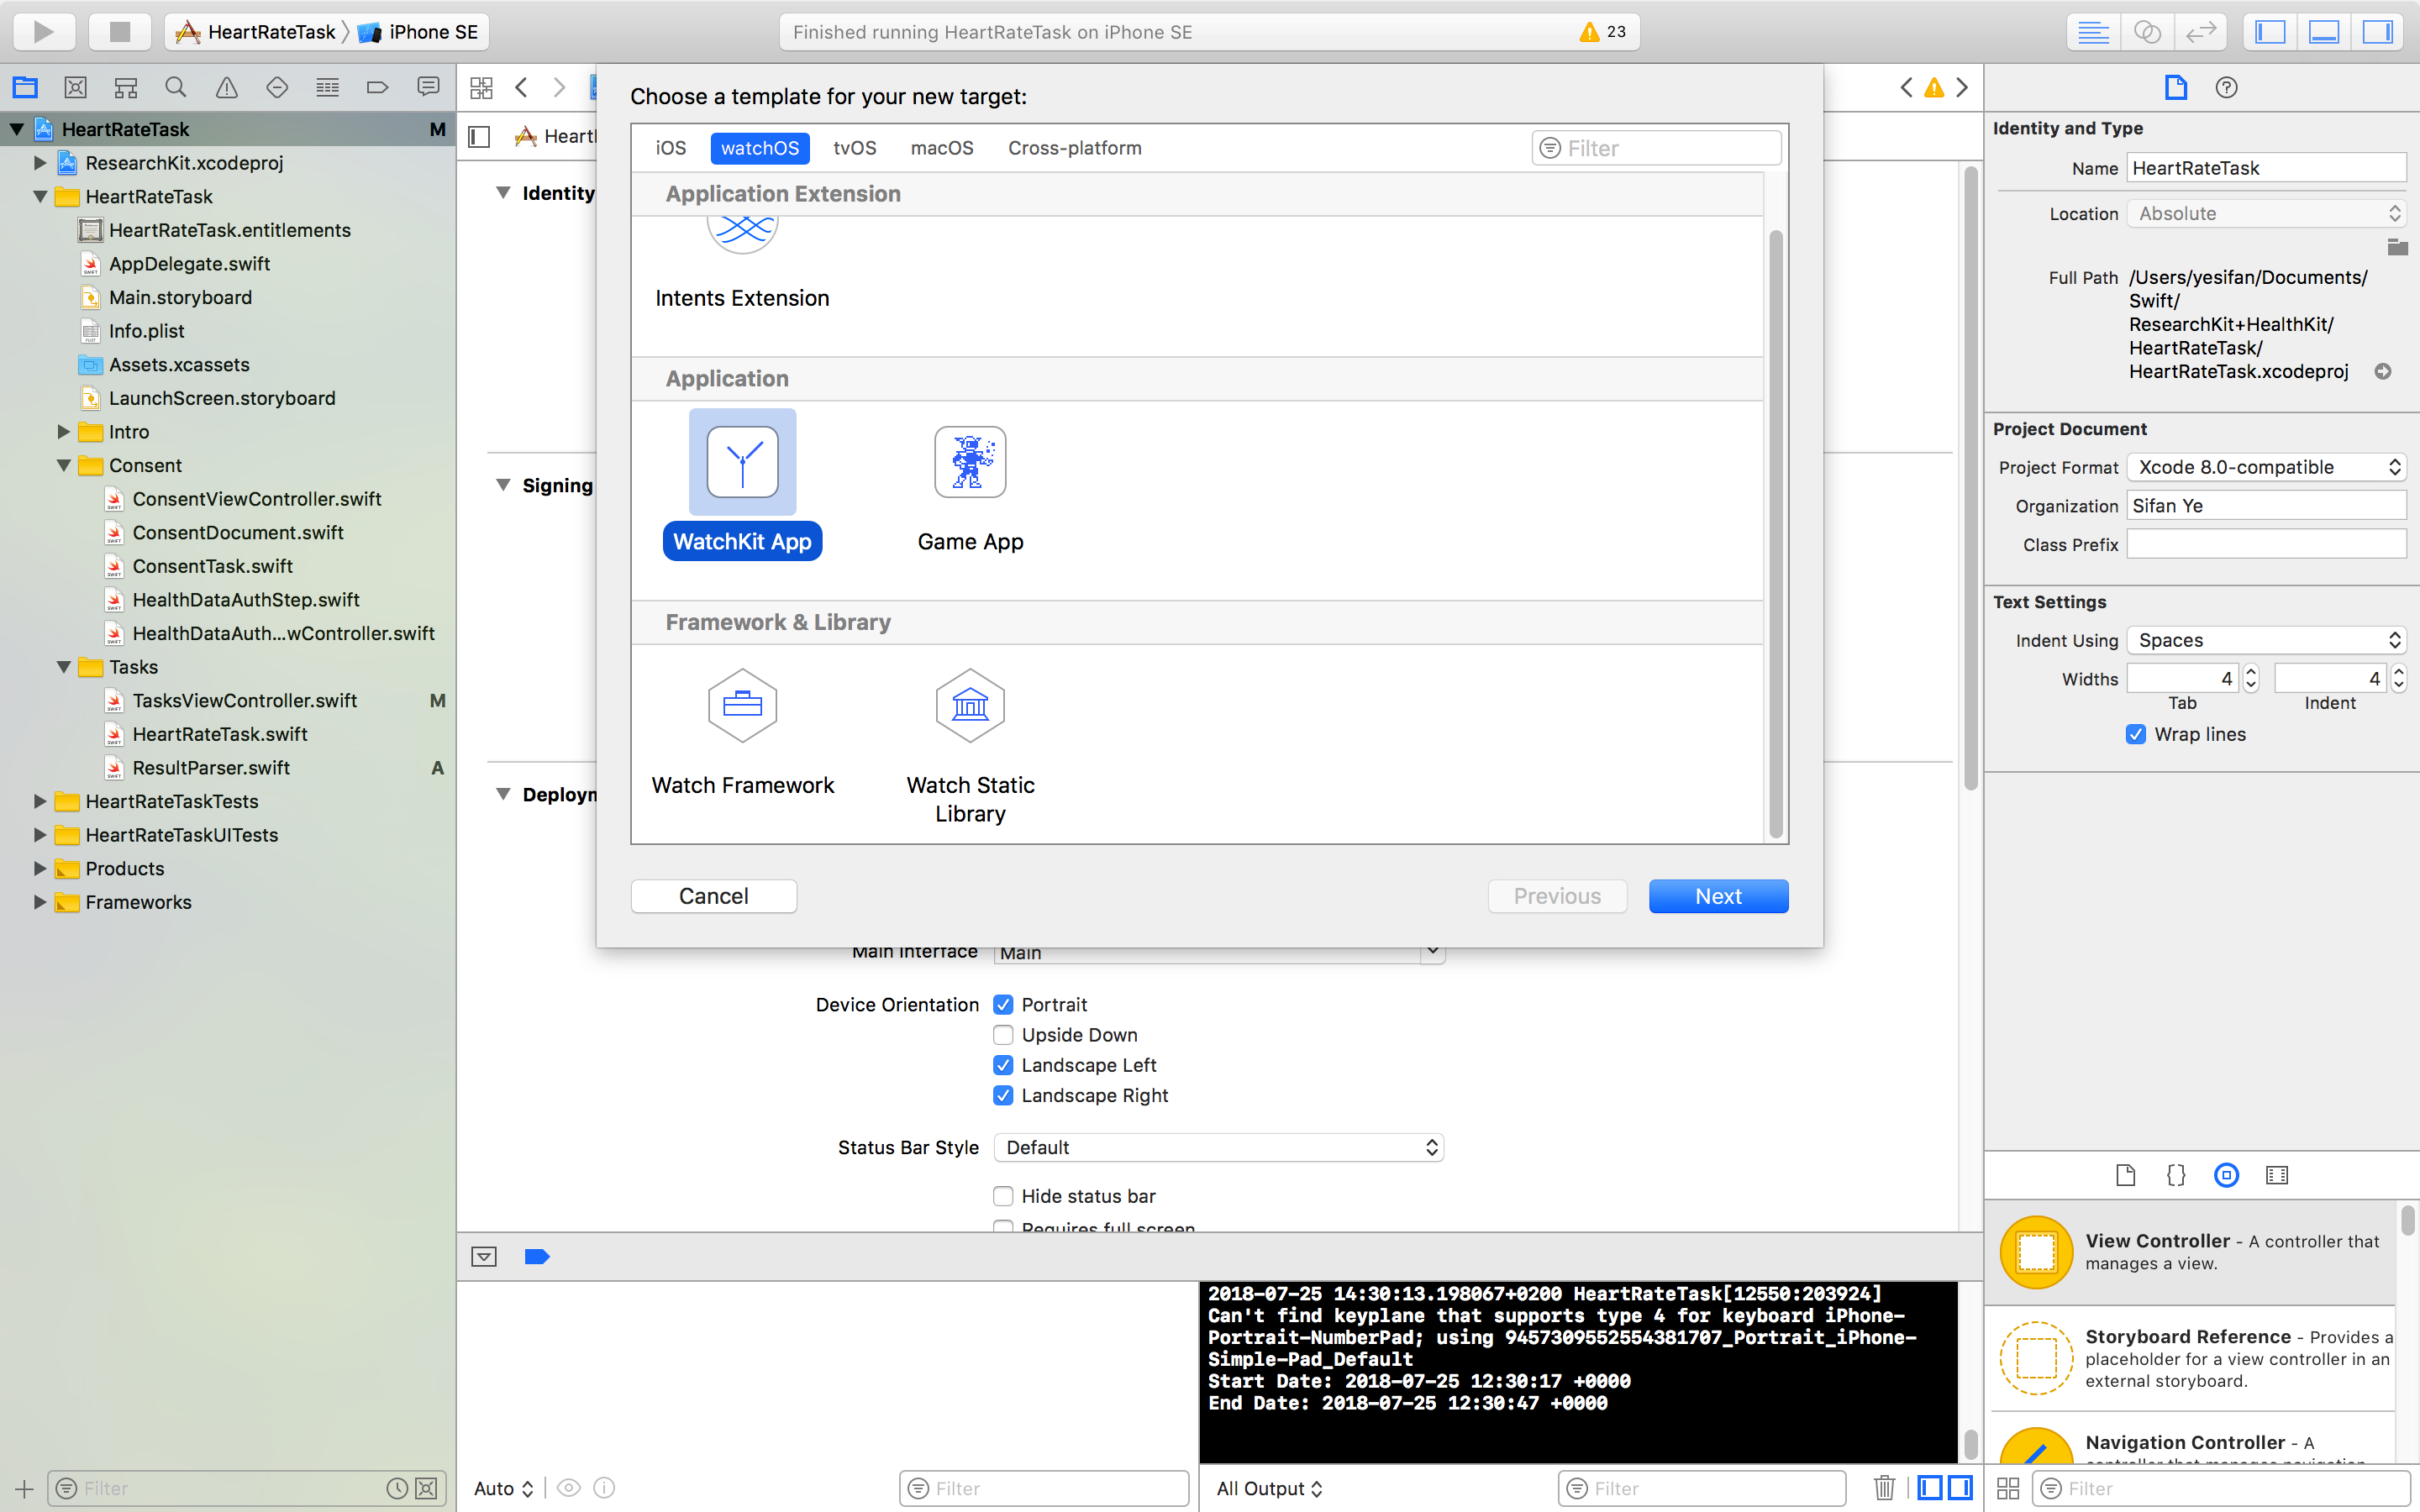 HeartRateTask
iPhone SE
Finished running HeartRateTask on iPhone SE
23
HeartRateTask
M
ResearchKit.xcodeproj
HeartRateTask
HeartRateTask.entitlements
AppDelegate.swift
Main.storyboard
Info.plist
Assets.xcassets
LaunchScreen.storyboard
Intro
Consent
ConsentViewController.swift
ConsentDocument.swift
ConsentTask.swift
HealthDataAuthStep.swift
HealthDataAuth...wController.swift
Tasks
TasksViewController.swift
M
HeartRateTask.swift
ResultParser.swift
A
HeartRateTaskTests
HeartRateTaskUITests
Products
Frameworks
Filter
Identity
Signing
Choose a template for your new target:
iOS
watchOS
tvOS
macOS
Cross-platform
Filter
Application Extension
Intents Extension
Application
WatchKit App
Game App
Framework & Library
Watch Framework
Watch Static
Library
Cancel
Previous
Next
Main Interface
Main
Device Orientation
Portrait
Upside Down
Landscape Left
Landscape Right
Status Bar Style
Default
Hide status bar
Requires full screen
2018-07-25 14:30:13.198067+0200 HeartRateTask[12550:203924]
Can't find keyplane that supports type 4 for keyboard iPhone-
Portrait-NumberPad; using 9457309552554381707_Portrait_iPhone-
Simple-Pad_Default
Start Date: 2018-07-25 12:30:17 +0000
End Date: 2018-07-25 12:30:47 +0000
Auto
Filter
All Output
Filter
Identity and Type
Name
HeartRateTask
Location
Absolute
Full Path
/Users/yesifan/Documents/
Swift/
ResearchKit+HealthKit/
HeartRateTask/
HeartRateTask.xcodeproj
Project Document
Project Format
Xcode 8.0-compatible
Organization
Sifan Ye
Class Prefix
Text Settings
Indent Using
Spaces
Widths
4
4
Tab
Indent
Wrap lines
View Controller - A controller that
manages a view.
Storyboard Reference - Provides a
placeholder for a view controller in an
external storyboard.
Navigation Controller - A
controller that manages navigation
Filter